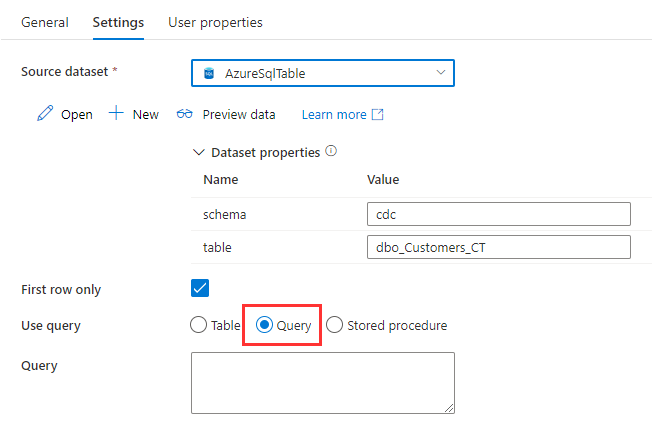 General Settings User properties
Source dataset * AzureSqlTable
Open New Preview data Learn more
Dataset properties
Name Value
schema cdc
table dbo_Customers_CT
First row only
Use query Table Query Stored procedure
Query